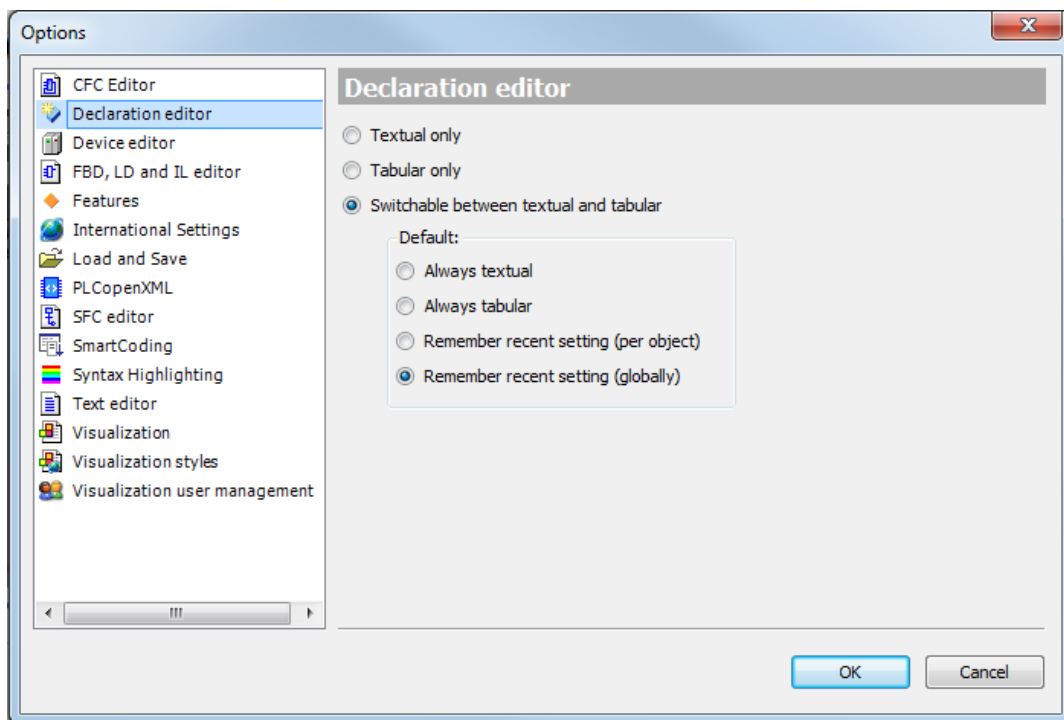 Options
CFC Editor
Declaration editor
Device editor
FBD, LD and IL editor
Features
International Settings
Load and Save
PLCopenXML
SFC editor
SmartCoding
Syntax Highlighting
Text editor
Visualization
Visualization styles
Visualization user management
Declaration editor
Textual only
Tabular only
Switchable between textual and tabular
Default:
Always textual
Always tabular
Remember recent setting (per object)
Remember recent setting (globally)
OK
Cancel